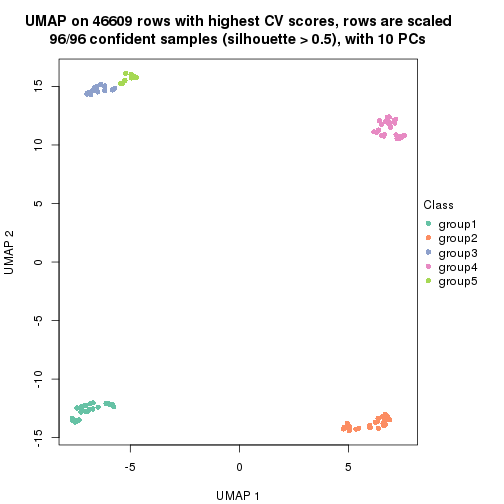 UMAP on 46609 rows with highest CV scores, rows are scaled
96/96 confident samples (silhouette > 0.5), with 10 PCs
15
10
5
0
-5
-10
-15
UMAP 2
-5
0
5
UMAP 1
Class
group1
group2
group3
group4
group5